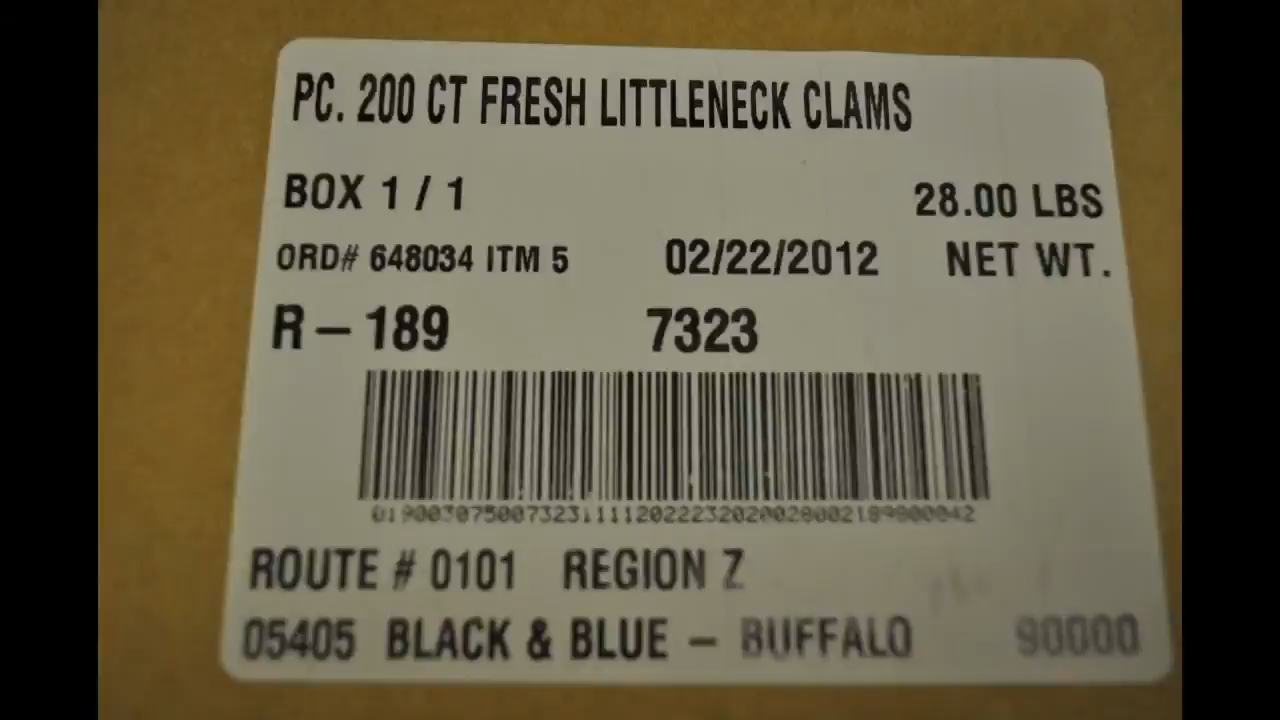 PC. 200 CT FRESH LITTLENECK CLAMS
BOX 1 / 1 28.00 LBS
ORD# 648034 ITM 5 02/22/2012 NET WT.
R – 189 7323
ROUTE # 0101 REGION Z
05405 BLACK & BLUE – BUFFALO 90000